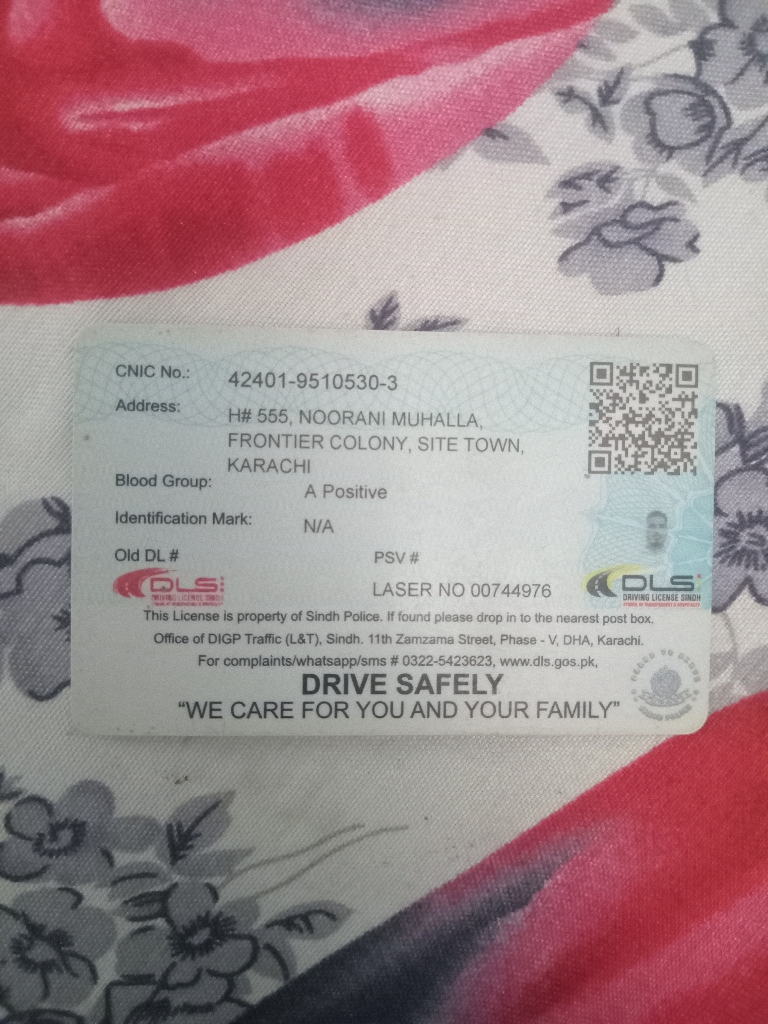 CNIC No.: 42401-9510530-3
Address: H# 555, NOORANI MUHALLA,
FRONTIER COLONY, SITE TOWN,
KARACHI
Blood Group: A Positive
Identification Mark: N/A
Old DL # PSV #
DLS
DRIVING LICENSE SINDH
LASER NO 00744976
DLS
DRIVING LICENSE SINDH
This License is property of Sindh Police. If found please drop in to the nearest post box.
Office of DIGP Traffic (L&T), Sindh. 11th Zamzama Street, Phase - V, DHA, Karachi.
For complaints/whatsapp/sms # 0322-5423623, www.dls.gos.pk,
DRIVE SAFELY
“WE CARE FOR YOU AND YOUR FAMILY”